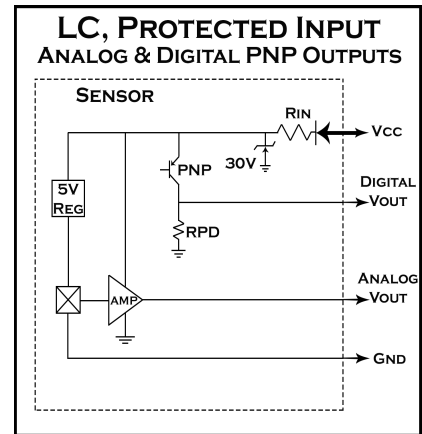 LC, PROTECTED INPUT
ANALOG & DIGITAL PNP OUTPUTS
SENSOR
RIN
VCC
PNP
30V
DIGITAL
VOUT
5V
REG
RPD
ANALOG
VOUT
AMP
GND